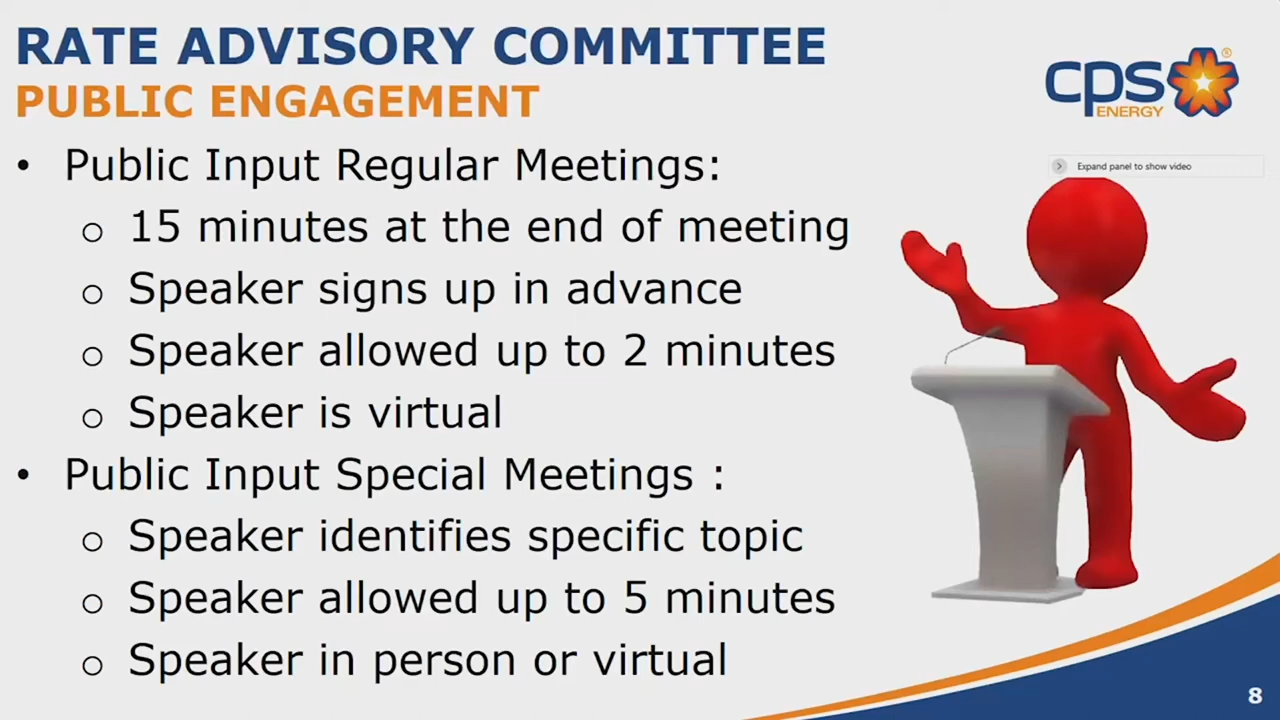 RATE ADVISORY COMMITTEE
PUBLIC ENGAGEMENT
cps
ENERGY
®
Expand panel to show video
• Public Input Regular Meetings:
o 15 minutes at the end of meeting
o Speaker signs up in advance
o Speaker allowed up to 2 minutes
o Speaker is virtual
• Public Input Special Meetings :
o Speaker identifies specific topic
o Speaker allowed up to 5 minutes
o Speaker in person or virtual
8